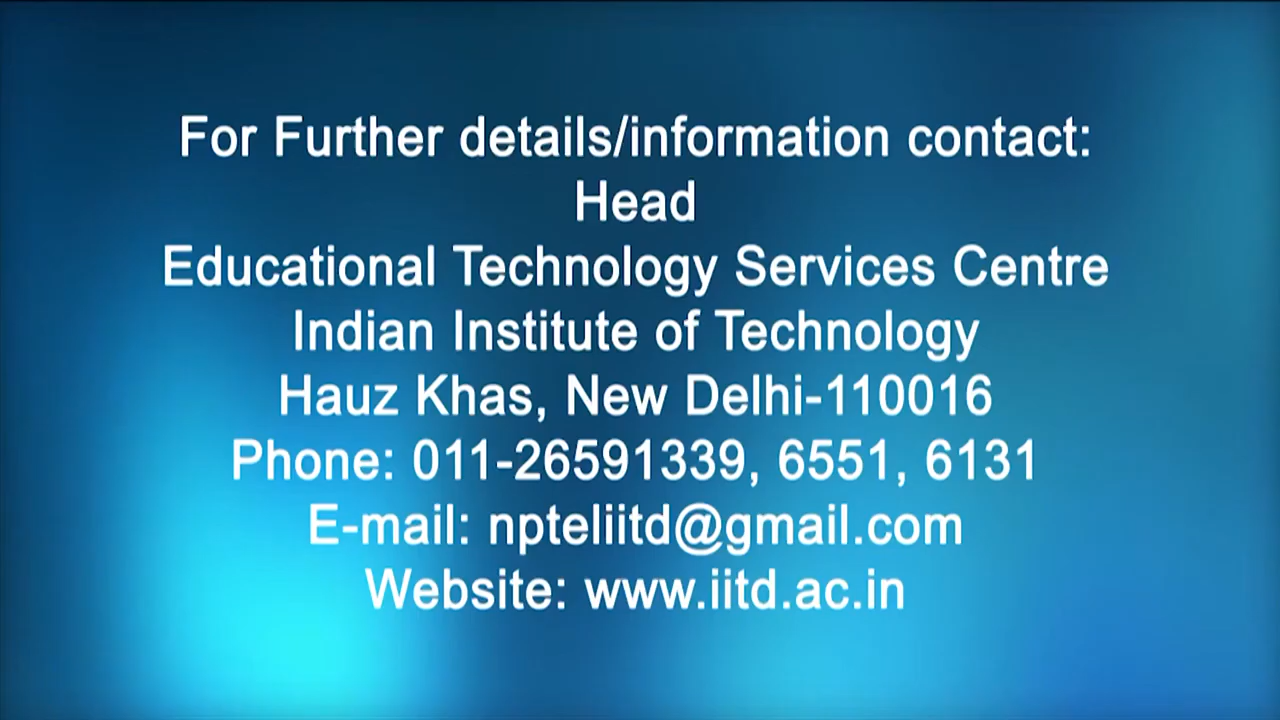 For Further details/information contact:
Head
Educational Technology Services Centre
Indian Institute of Technology
Hauz Khas, New Delhi-110016
Phone: 011-26591339, 6551, 6131
E-mail: npteliitd@gmail.com
Website: www.iitd.ac.in